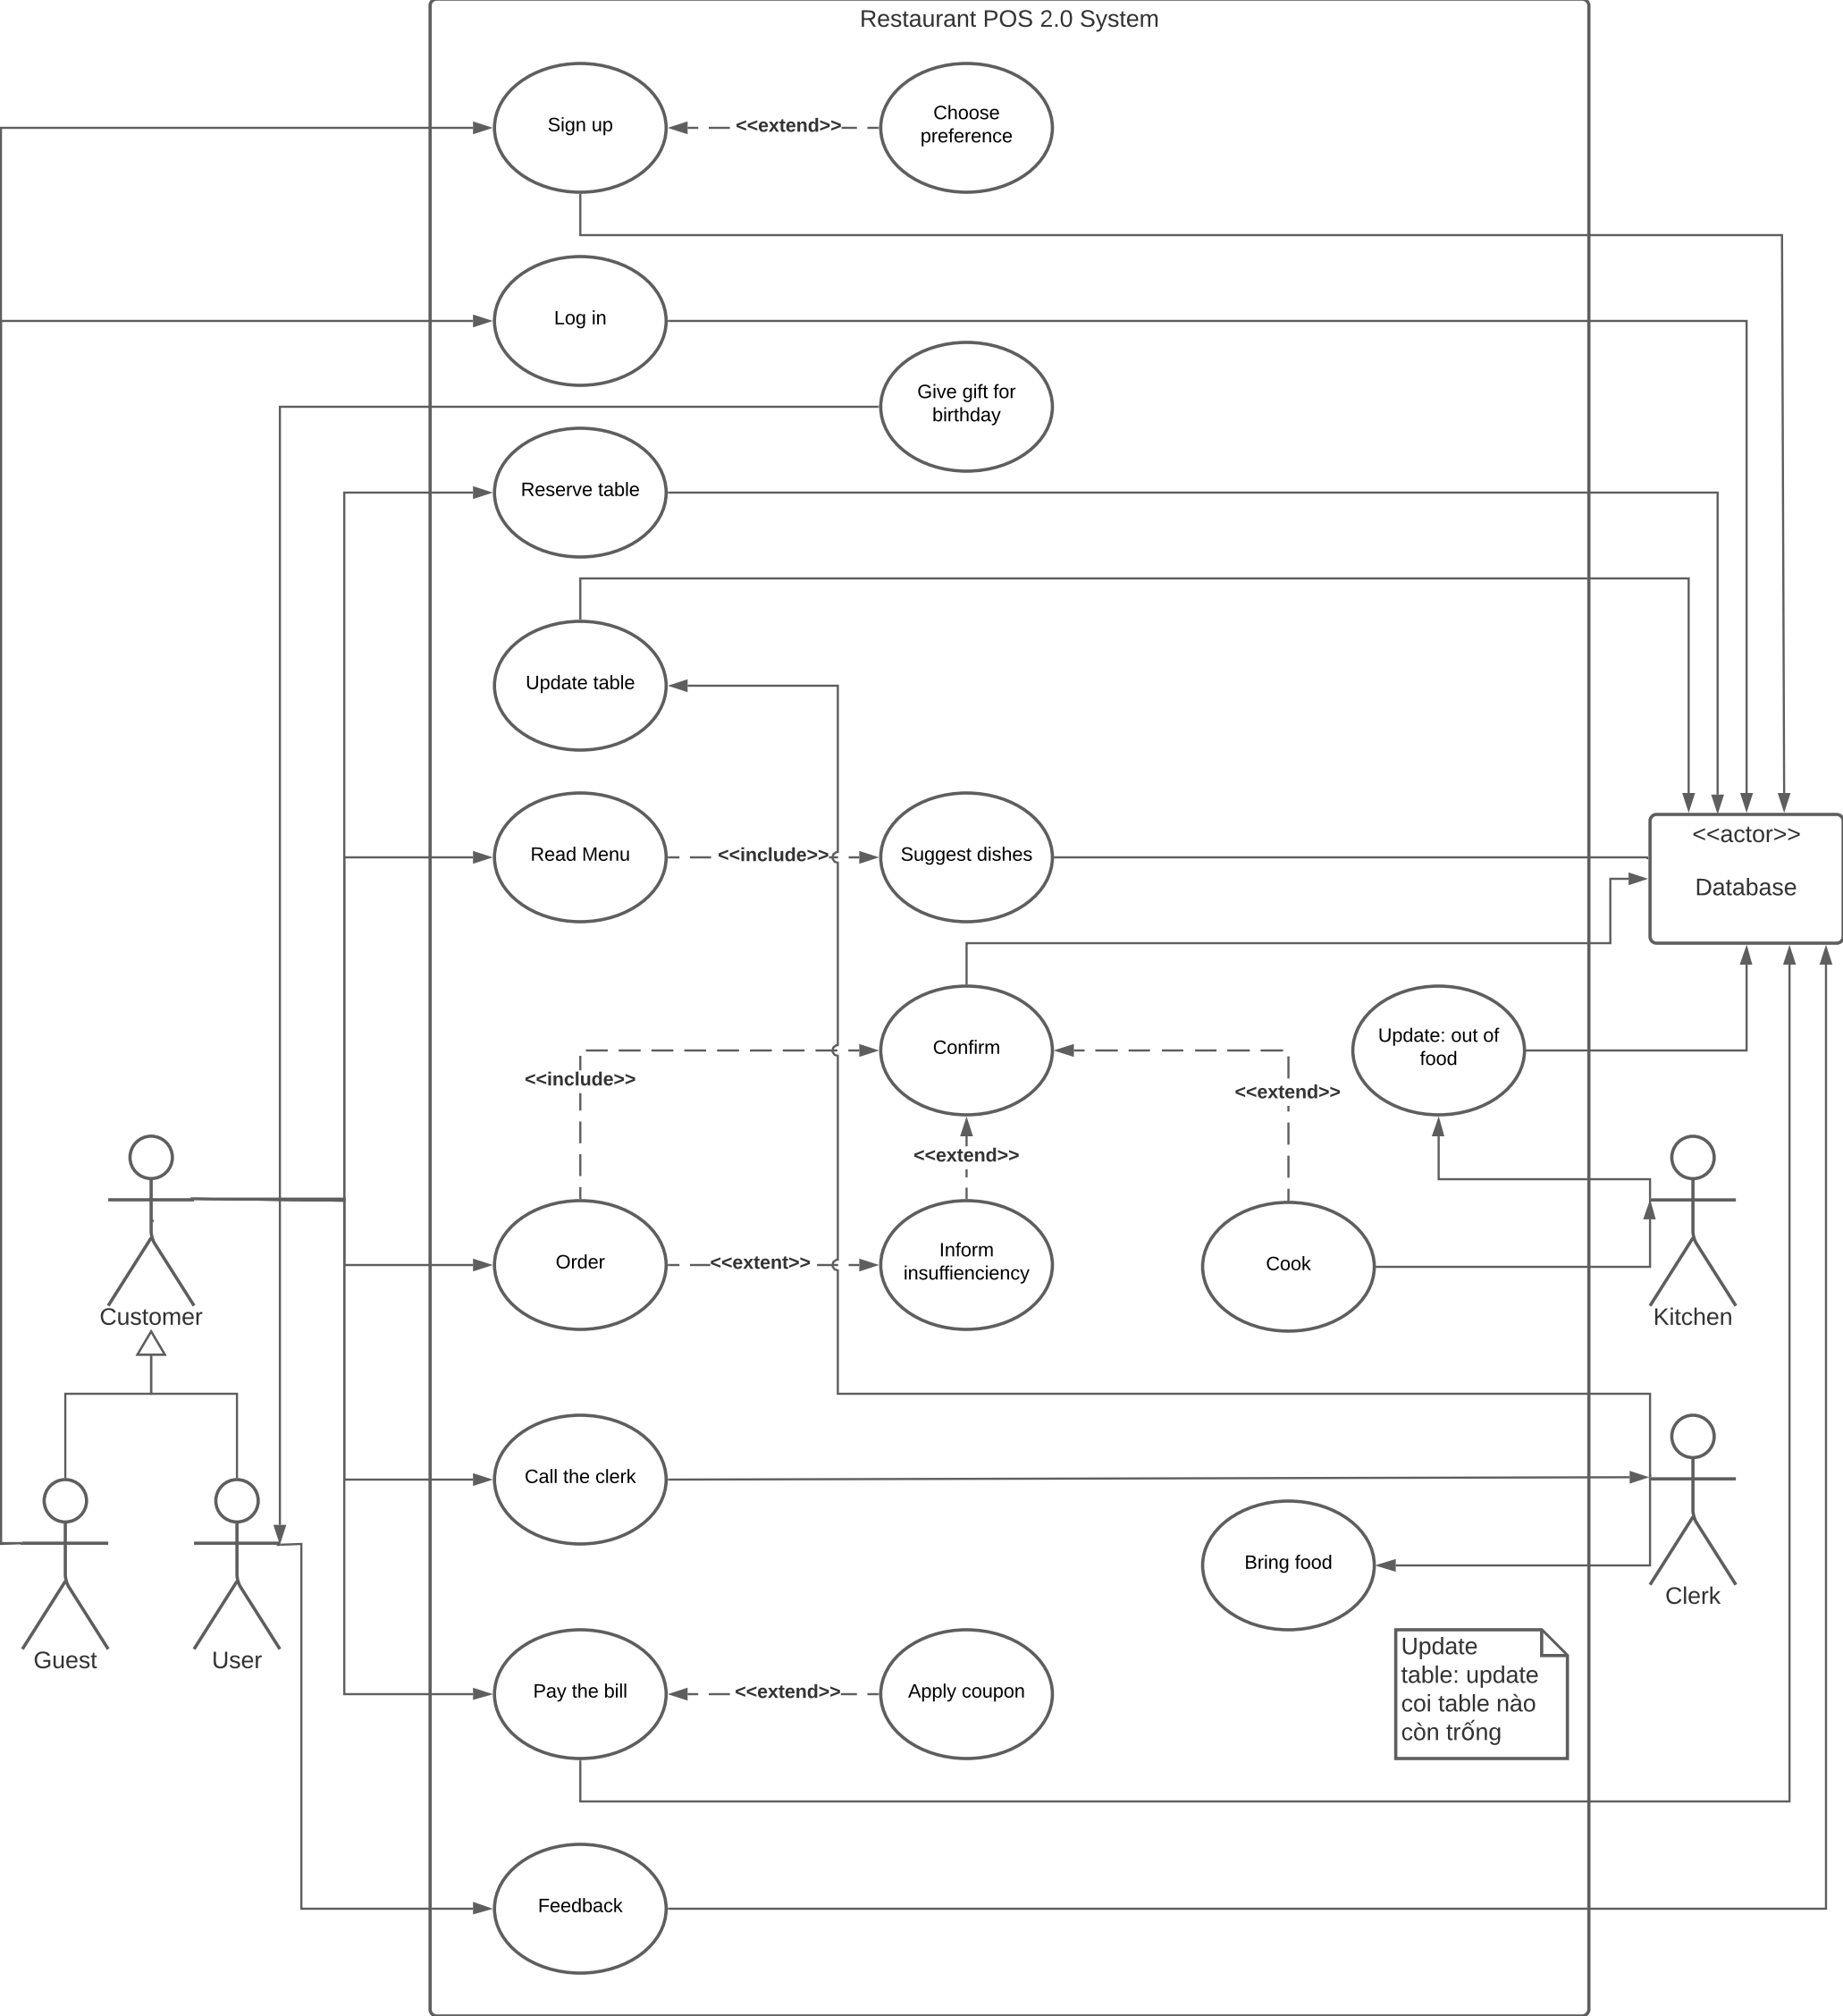 Restaurant POS 2.0 System
Sign up
<<extend>>
Choose
preference
Log in
Give gift for
birthday
Reserve table
Update table
Read Menu
<<include>>
Suggest dishes
<<actor>>
Database
Confirm
Update: out of
food
<<include>>
<<extend>>
<<extend>>
Order
<<extent>>
Inform
insuffienciency
Cook
Customer
Kitchen
Call the clerk
Bring food
Clerk
Guest
User
Pay the bill
<<extend>>
Apply coupon
Update
table: update
coi table nào
còn trống
Feedback